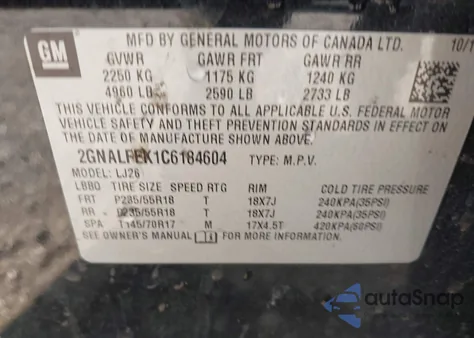 GM
MFD BY GENERAL MOTORS OF CANADA LTD. 10/1
GVWR GAWR FRT GAWR RR
2250 KG 1175 KG 1240 KG
4960 LB 2590 LB 2733 LB
THIS VEHICLE CONFORMS TO ALL APPLICABLE U.S. FEDERAL MOTOR
VEHICLE SAFETY AND THEFT PREVENTION STANDARDS IN EFFECT ON
THE DATE OF MANUFACTURE SHOWN ABOVE.
2GNALFEK1C6184604 TYPE: M.P.V.
MODEL: LJ26
LBBO TIRE SIZE SPEED RTG RIM COLD TIRE PRESSURE
FRT P235/55R18 T 18X7J 240KPA(35PSI)
RR P235/55R18 T 18X7J 240KPA(35PSI)
SPA T145/70R17 M 17X4.5T 420KPA(60PSI)
SEE OWNER'S MANUAL FOR MORE INFORMATION
autoSnap